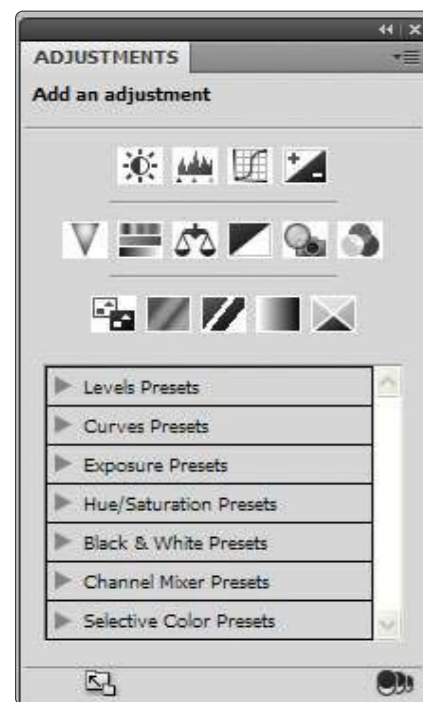 ADJUSTMENTS
Add an adjustment
Levels Presets
Curves Presets
Exposure Presets
Hue/Saturation Presets
Black & White Presets
Channel Mixer Presets
Selective Color Presets